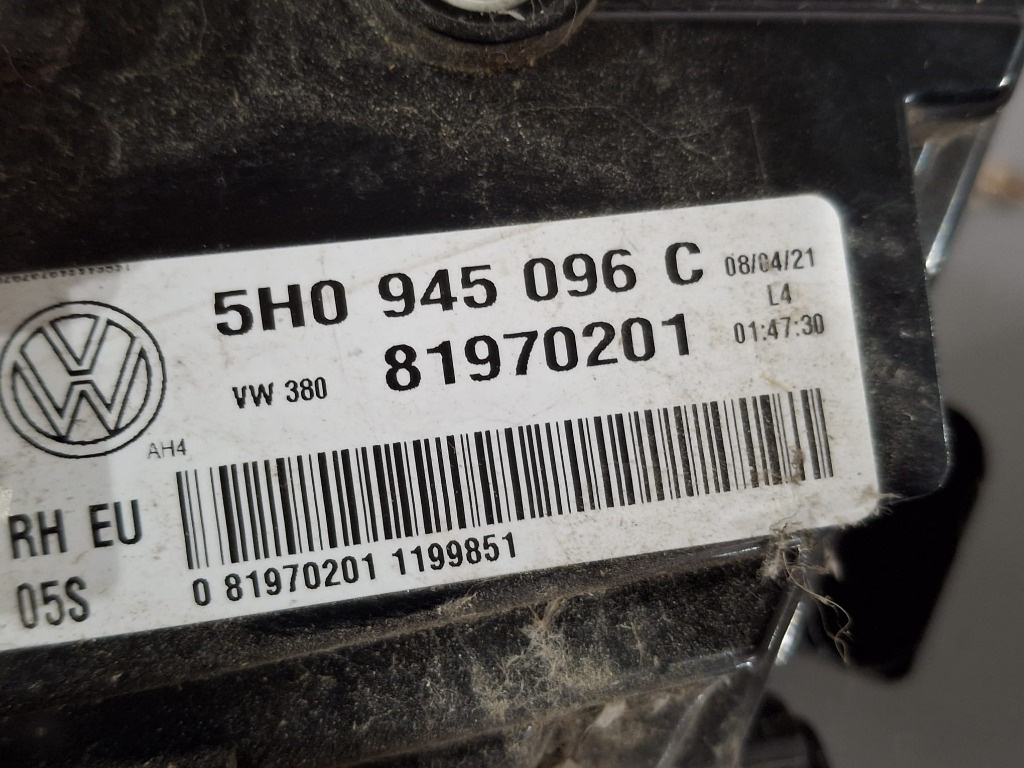 5H0 945 096 C
08/04/21
L4
81970201
01:47:30
VW 380
AH4
RH EU
05S
0 81970201 1199851